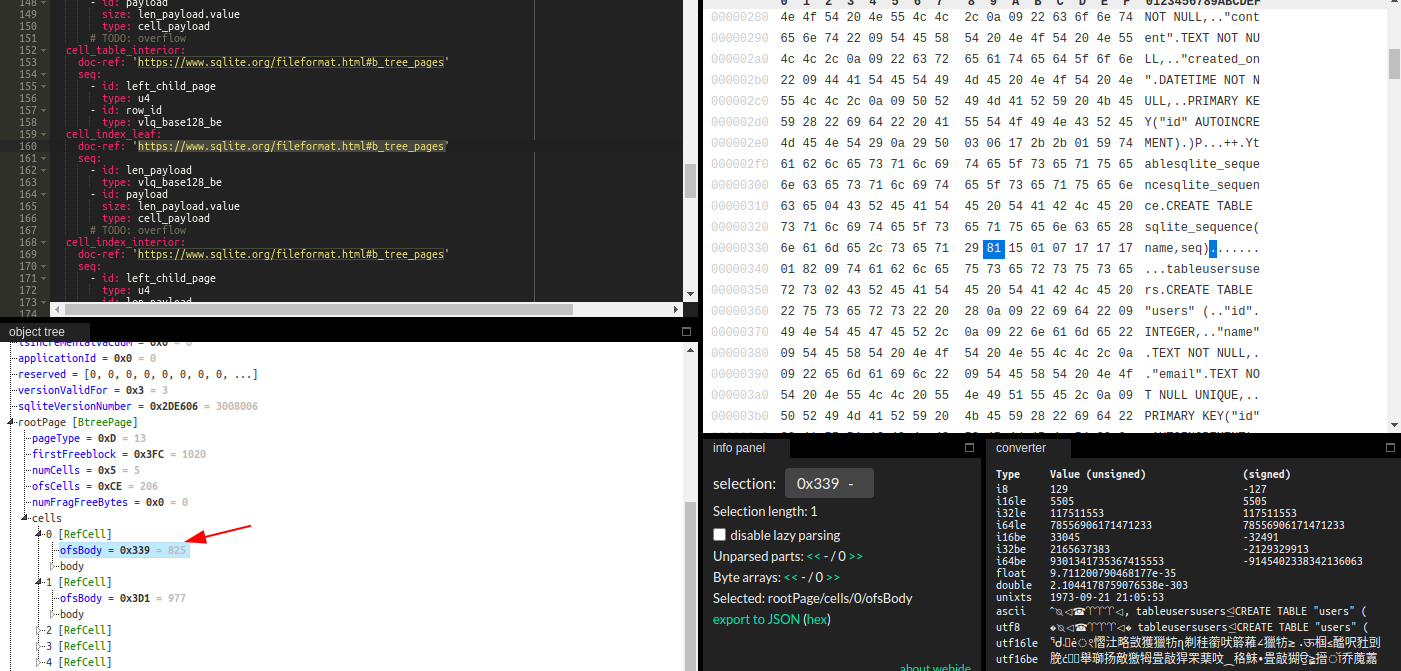 148 - id: payload
149 size: len_payload.value
150 type: cell_payload
151 # TODO: overflow
152 cell_table_interior:
153 doc-ref: 'https://www.sqlite.org/fileformat.html#b_tree_pages'
154 seq:
155 - id: left_child_page
156 type: u4
157 - id: row_id
158 type: vlq_base128_be
159 cell_index_leaf:
160 doc-ref: 'https://www.sqlite.org/fileformat.html#b_tree_pages'
161 seq:
162 - id: len_payload
163 type: vlq_base128_be
164 - id: payload
165 size: len_payload.value
166 type: cell_payload
167 # TODO: overflow
168 cell_index_interior:
169 doc-ref: 'https://www.sqlite.org/fileformat.html#b_tree_pages'
170 seq:
171 - id: left_child_page
172 type: u4
173 - id: len_payload
174
object tree
isIncrementalVacuum = 0x0 = 0
applicationId = 0x0 = 0
reserved = [0, 0, 0, 0, 0, 0, 0, 0, ...]
versionValidFor = 0x3 = 3
sqliteVersionNumber = 0x2DE606 = 3008006
rootPage [BtreePage]
pageType = 0xD = 13
firstFreeblock = 0x3FC = 1020
numCells = 0x5 = 5
ofsCells = 0xCE = 206
numFragFreeBytes = 0x0 = 0
cells
0 [RefCell]
ofsBody = 0x339 = 825
body
1 [RefCell]
ofsBody = 0x3D1 = 977
body
2 [RefCell]
3 [RefCell]
4 [RefCell]
0 1 2 3 4 5 6 7 8 9 A B C D E F 0123456789ABCDEF
00000280 4e 4f 54 20 4e 55 4c 4c 2c 0a 09 22 63 6f 6e 74 NOT NULL,.."cont
00000290 65 6e 74 22 09 54 45 58 54 20 4e 4f 54 20 4e 55 ent".TEXT NOT NU
000002a0 4c 4c 2c 0a 09 22 63 72 65 61 74 65 64 5f 6f 6e LL,.."created_on
000002b0 22 09 44 41 54 45 54 49 4d 45 20 4e 4f 54 20 4e ".DATETIME NOT N
000002c0 55 4c 4c 2c 0a 09 50 52 49 4d 41 52 59 20 4b 45 ULL,..PRIMARY KE
000002d0 59 28 22 69 64 22 20 41 55 54 4f 49 4e 43 52 45 Y("id" AUTOINCRE
000002e0 4d 45 4e 54 29 0a 29 50 03 06 17 2b 2b 01 59 74 MENT).)P...++.Yt
000002f0 61 62 6c 65 73 71 6c 69 74 65 5f 73 65 71 75 65 ablesqlite_seque
00000300 6e 63 65 73 71 6c 69 74 65 5f 73 65 71 75 65 6e ncesqlite_sequen
00000310 63 65 04 43 52 45 41 54 45 20 54 41 42 4c 45 20 ce.CREATE TABLE
00000320 73 71 6c 69 74 65 5f 73 65 71 75 65 6e 63 65 28 sqlite_sequence(
00000330 6e 61 6d 65 2c 73 65 71 29 81 15 01 07 17 17 17 name,seq).......
00000340 01 82 09 74 61 62 6c 65 75 73 65 72 73 75 73 65 ...tableusersuse
00000350 72 73 02 43 52 45 41 54 45 20 54 41 42 4c 45 20 rs.CREATE TABLE
00000360 22 75 73 65 72 73 22 20 28 0a 09 22 69 64 22 09 "users" (.."id".
00000370 49 4e 54 45 47 45 52 2c 0a 09 22 6e 61 6d 65 22 INTEGER,.."name"
00000380 09 54 45 58 54 20 4e 4f 54 20 4e 55 4c 4c 2c 0a .TEXT NOT NULL,.
00000390 09 22 65 6d 61 69 6c 22 09 54 45 58 54 20 4e 4f ."email".TEXT NO
000003a0 54 20 4e 55 4c 4c 20 55 4e 49 51 55 45 2c 0a 09 T NULL UNIQUE,..
000003b0 50 52 49 4d 41 52 59 20 4b 45 59 28 22 69 64 22 PRIMARY KEY("id"
info panel
selection: 0x339 -
Selection length: 1
disable lazy parsing
Unparsed parts: << - / 0 >>
Byte arrays: << - / 0 >>
Selected: rootPage/cells/0/ofsBody
export to JSON (hex)
about webide
converter
Type Value (unsigned) (signed)
i8 129 -127
i16le 5505 5505
i32le 117511553 117511553
i64le 78556906171471233 78556906171471233
i16be 33045 -32491
i32be 2165637383 -2129329913
i64be 9301341735367415553 -9145402338342136063
float 9.711200790468177e-35
double 2.1044178759076538e-303
unixts 1973-09-21 21:05:53
ascii tableusersusers CREATE TABLE "users" (
utf8 tableusersusers CREATE TABLE "users" (
utf16le
utf16be